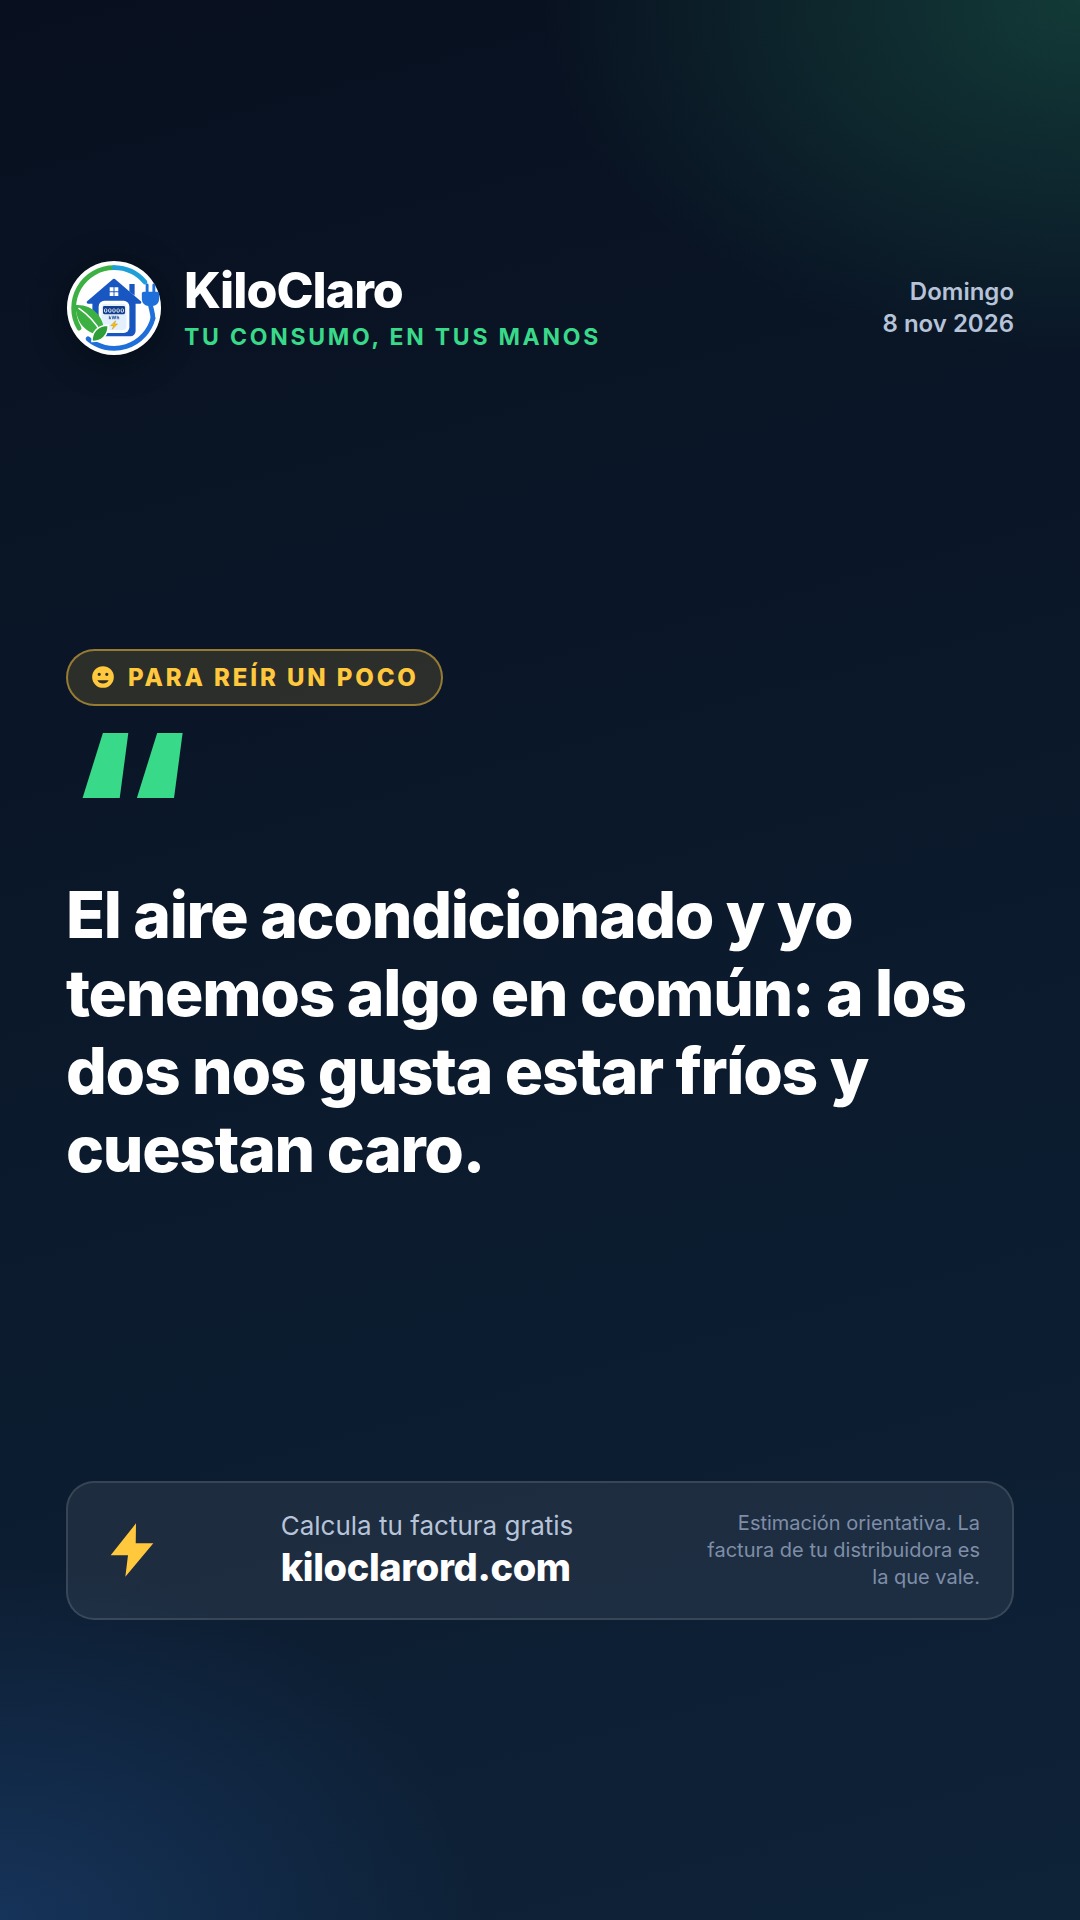 KiloClaro
TU CONSUMO, EN TUS MANOS
Domingo
8 nov 2026
PARA REÍR UN POCO
"
El aire acondicionado y yo
tenemos algo en común: a los
dos nos gusta estar fríos y
cuestan caro.
Calcula tu factura gratis
kiloclarord.com
Estimación orientativa. La
factura de tu distribuidora es
la que vale.